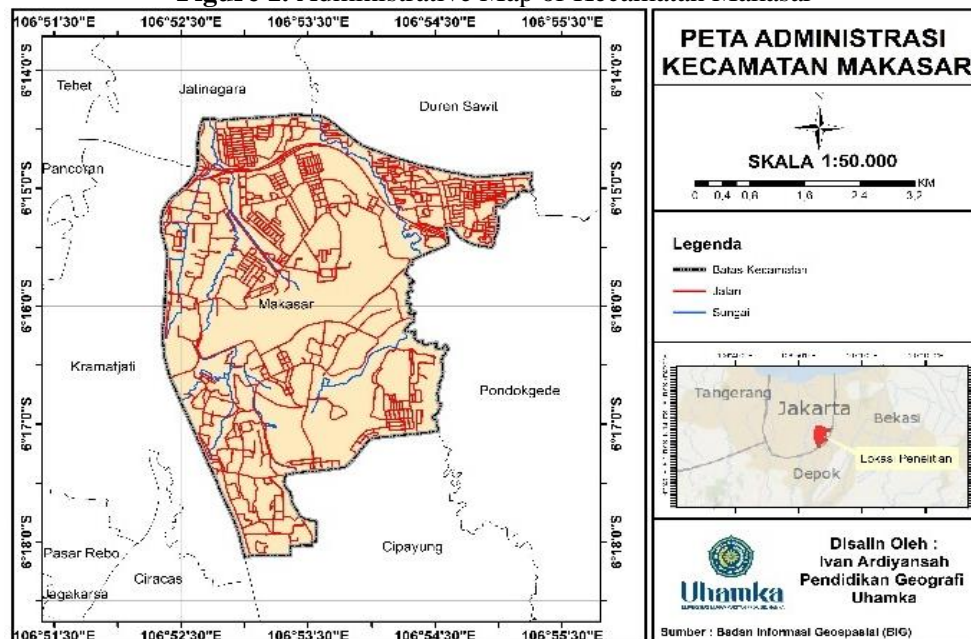 Figure 1. Administrative Map of Kecamatan Makasar
106°51'30"E 106°52'30"E 106°53'30"E 106°54'30"E 106°55'30"E
6°14'0"S
6°15'0"S
6°16'0"S
6°17'0"S
6°18'0"S
Tebet
Jatinagara
Duren Sawit
Pancoran
Makasar
Kramatjati
Pondokgede
Pasar Rebo
Jagakarsa
Ciracas
Cipayung
6°14'0"S
6°15'0"S
6°16'0"S
6°17'0"S
6°18'0"S
106°51'30"E 106°52'30"E 106°53'30"E 106°54'30"E 106°55'30"E
PETA ADMINISTRASI
KECAMATAN MAKASAR
SKALA 1:50.000
0 0,4 0,8 1,6 2,4 3,2 KM
Legenda
Batas Kecamatan
Jalan
Sungai
Tangerang
Jakarta
Bekasi
Lokasi Penelitian
Depok
Uhamka
Disalin Oleh :
Ivan Ardiyansah
Pendidikan Geografi
Uhamka
Sumber : Badan Informasi Geospasial (BIG)